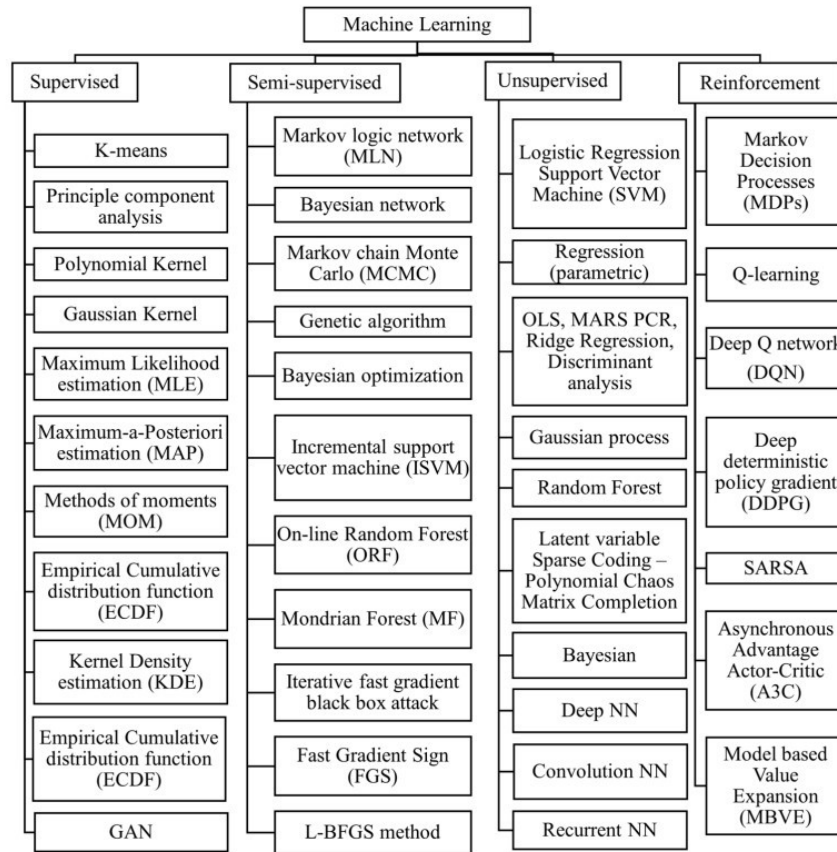 Machine Learning
Supervised
K-means
Principle component
analysis
Polynomial Kernel
Gaussian Kernel
Maximum Likelihood
estimation (MLE)
Maximum-a-Posteriori
estimation (MAP)
Methods of moments
(MOM)
Empirical Cumulative
distribution function
(ECDF)
Kernel Density
estimation (KDE)
Empirical Cumulative
distribution function
(ECDF)
GAN
Semi-supervised
Markov logic network
(MLN)
Bayesian network
Markov chain Monte
Carlo (MCMC)
Genetic algorithm
Bayesian optimization
Incremental support
vector machine (ISVM)
On-line Random Forest
(ORF)
Mondrian Forest (MF)
Iterative fast gradient
black box attack
Fast Gradient Sign
(FGS)
L-BFGS method
Unsupervised
Logistic Regression
Support Vector
Machine (SVM)
Regression
(parametric)
OLS, MARS PCR,
Ridge Regression,
Discriminant
analysis
Gaussian process
Random Forest
Latent variable
Sparse Coding –
Polynomial Chaos
Matrix Completion
Bayesian
Deep NN
Convolution NN
Recurrent NN
Reinforcement
Markov
Decision
Processes
(MDPs)
Q-learning
Deep Q network
(DQN)
Deep
deterministic
policy gradient
(DDPG)
SARSA
Asynchronous
Advantage
Actor-Critic
(A3C)
Model based
Value
Expansion
(MBVE)